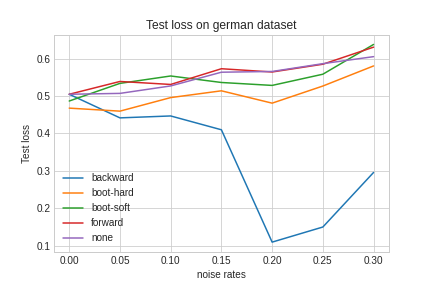 Test loss on german dataset
Test loss
0.6
0.5
0.4
0.3
0.2
0.1
backward
boot-hard
boot-soft
forward
none
0.00 0.05 0.10 0.15 0.20 0.25 0.30
noise rates